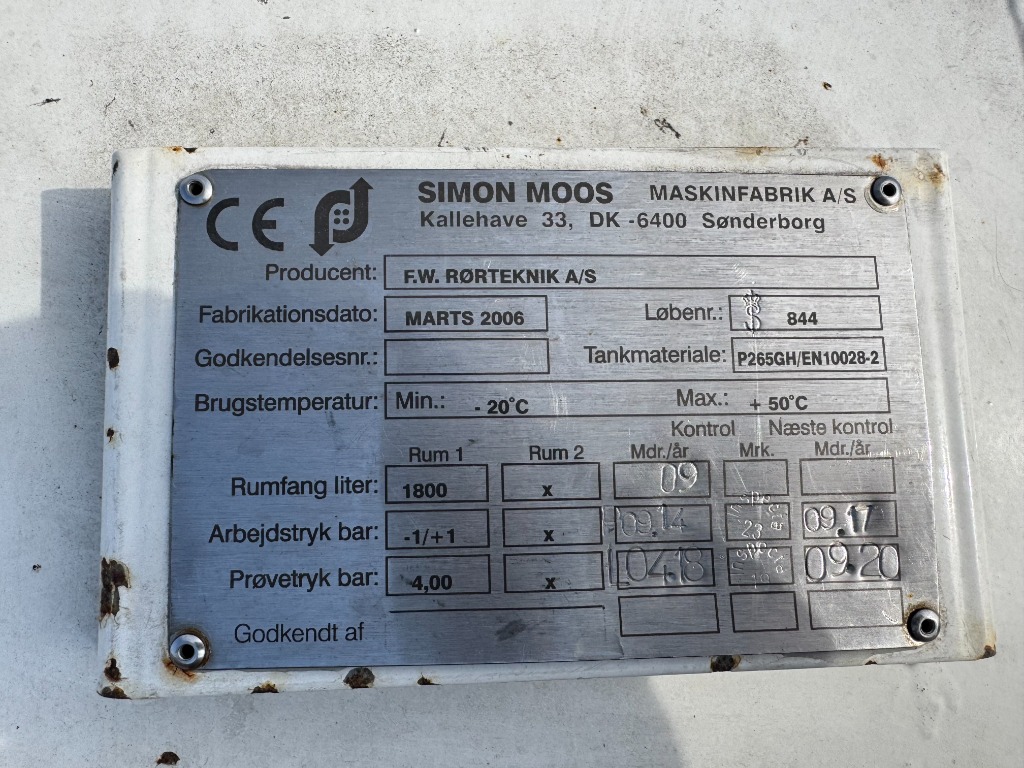 CE
SIMON MOOS MASKINFABRIK A/S
Kallehave 33, DK -6400 Sønderborg
Producent: F.W. RØRTEKNIK A/S
Fabrikationsdato: MARTS 2006 Løbenr.: 844
Godkendelsesnr.: Tankmateriale: P265GH/EN10028-2
Brugstemperatur: Min.: - 20°C Max.: + 50°C
Kontrol Næste kontrol
Rum 1 Rum 2 Mdr./år Mrk. Mdr./år
Rumfang liter: 1800 x 09
Arbejdstryk bar: -1/+1 x 09.14 23 09.17
Prøvetryk bar: 4,00 x L04.18 09.20
Godkendt af